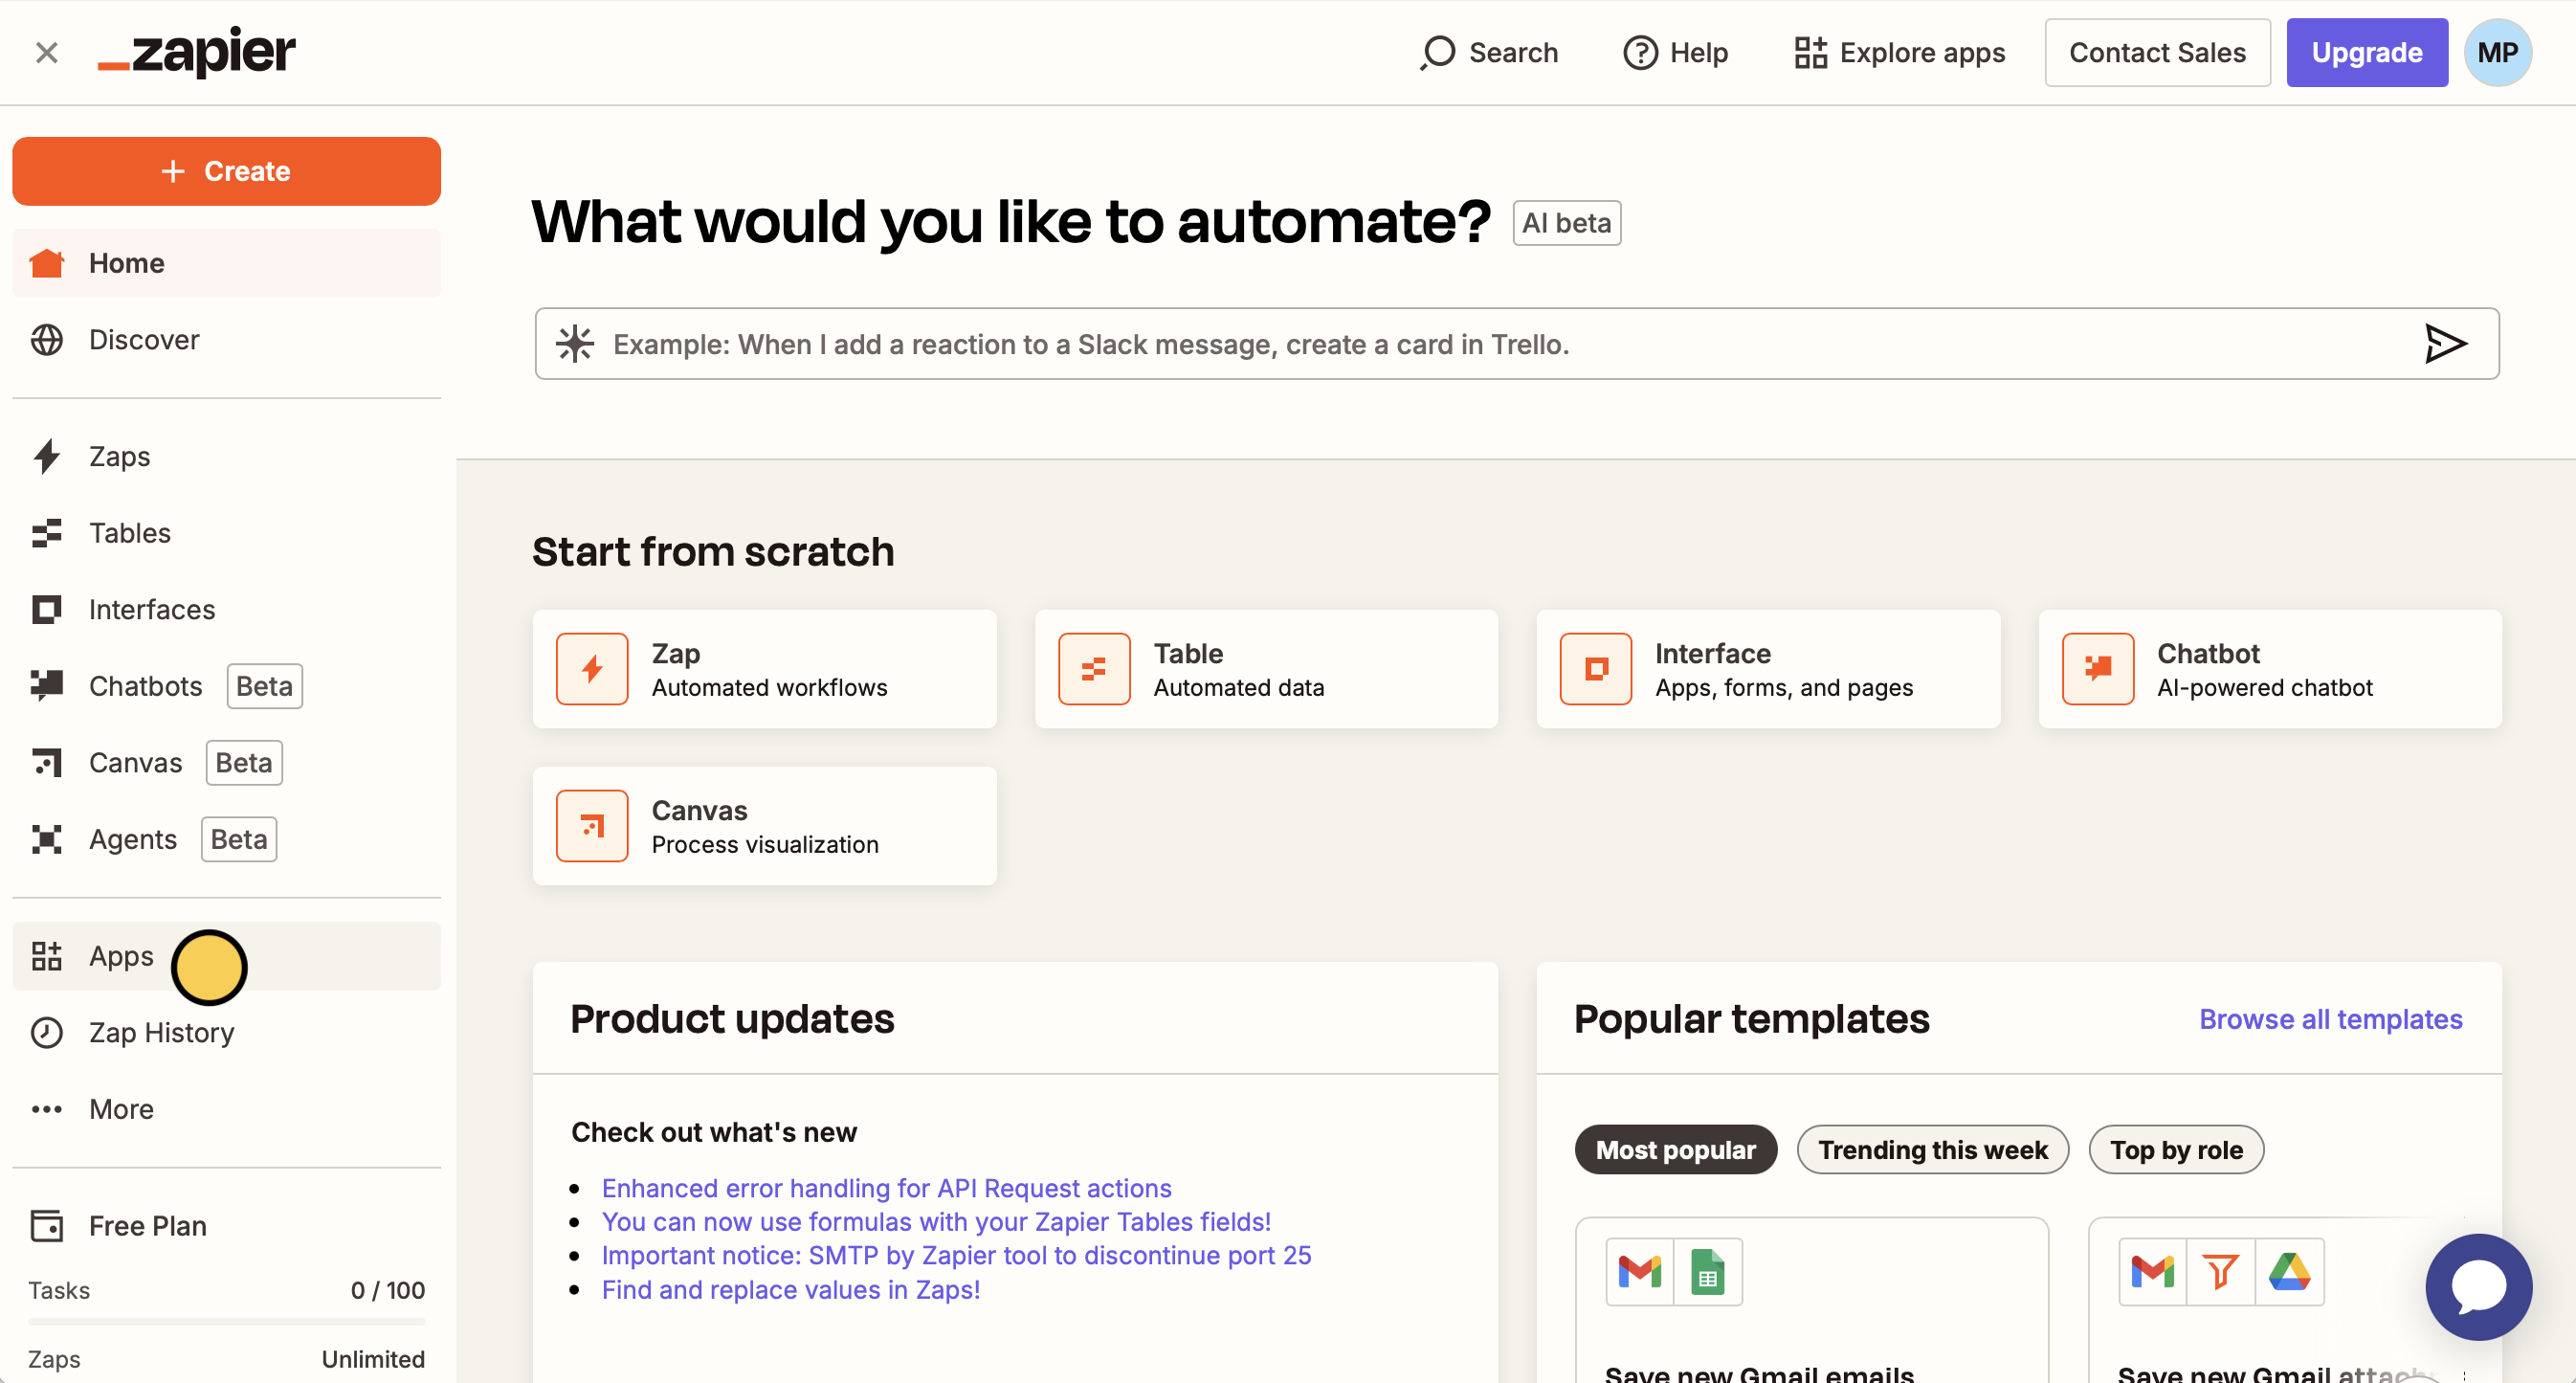 zapier
Search
Help
Explore apps
Contact Sales
Upgrade
MP
Create
Home
Discover
Zaps
Tables
Interfaces
Chatbots Beta
Canvas Beta
Agents Beta
Apps
Zap History
More
Free Plan
Tasks 0 / 100
Zaps Unlimited
What would you like to automate? AI beta
Example: When I add a reaction to a Slack message, create a card in Trello.
Start from scratch
Zap
Automated workflows
Table
Automated data
Interface
Apps, forms, and pages
Chatbot
AI-powered chatbot
Canvas
Process visualization
Product updates
Check out what's new
Enhanced error handling for API Request actions
You can now use formulas with your Zapier Tables fields!
Important notice: SMTP by Zapier tool to discontinue port 25
Find and replace values in Zaps!
Popular templates
Browse all templates
Most popular
Trending this week
Top by role
Save new Gmail emails
Save new Gmail